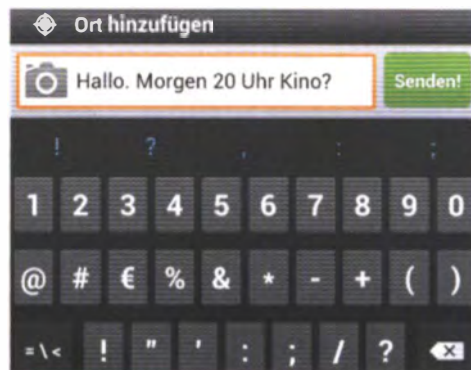 Ort hinzufügen
Hallo. Morgen 20 Uhr Kino?
Senden!
! ? , : ;
1 2 3 4 5 6 7 8 9 0
@ # € % & * - + ( )
= \ < ! " ' : ; / ?